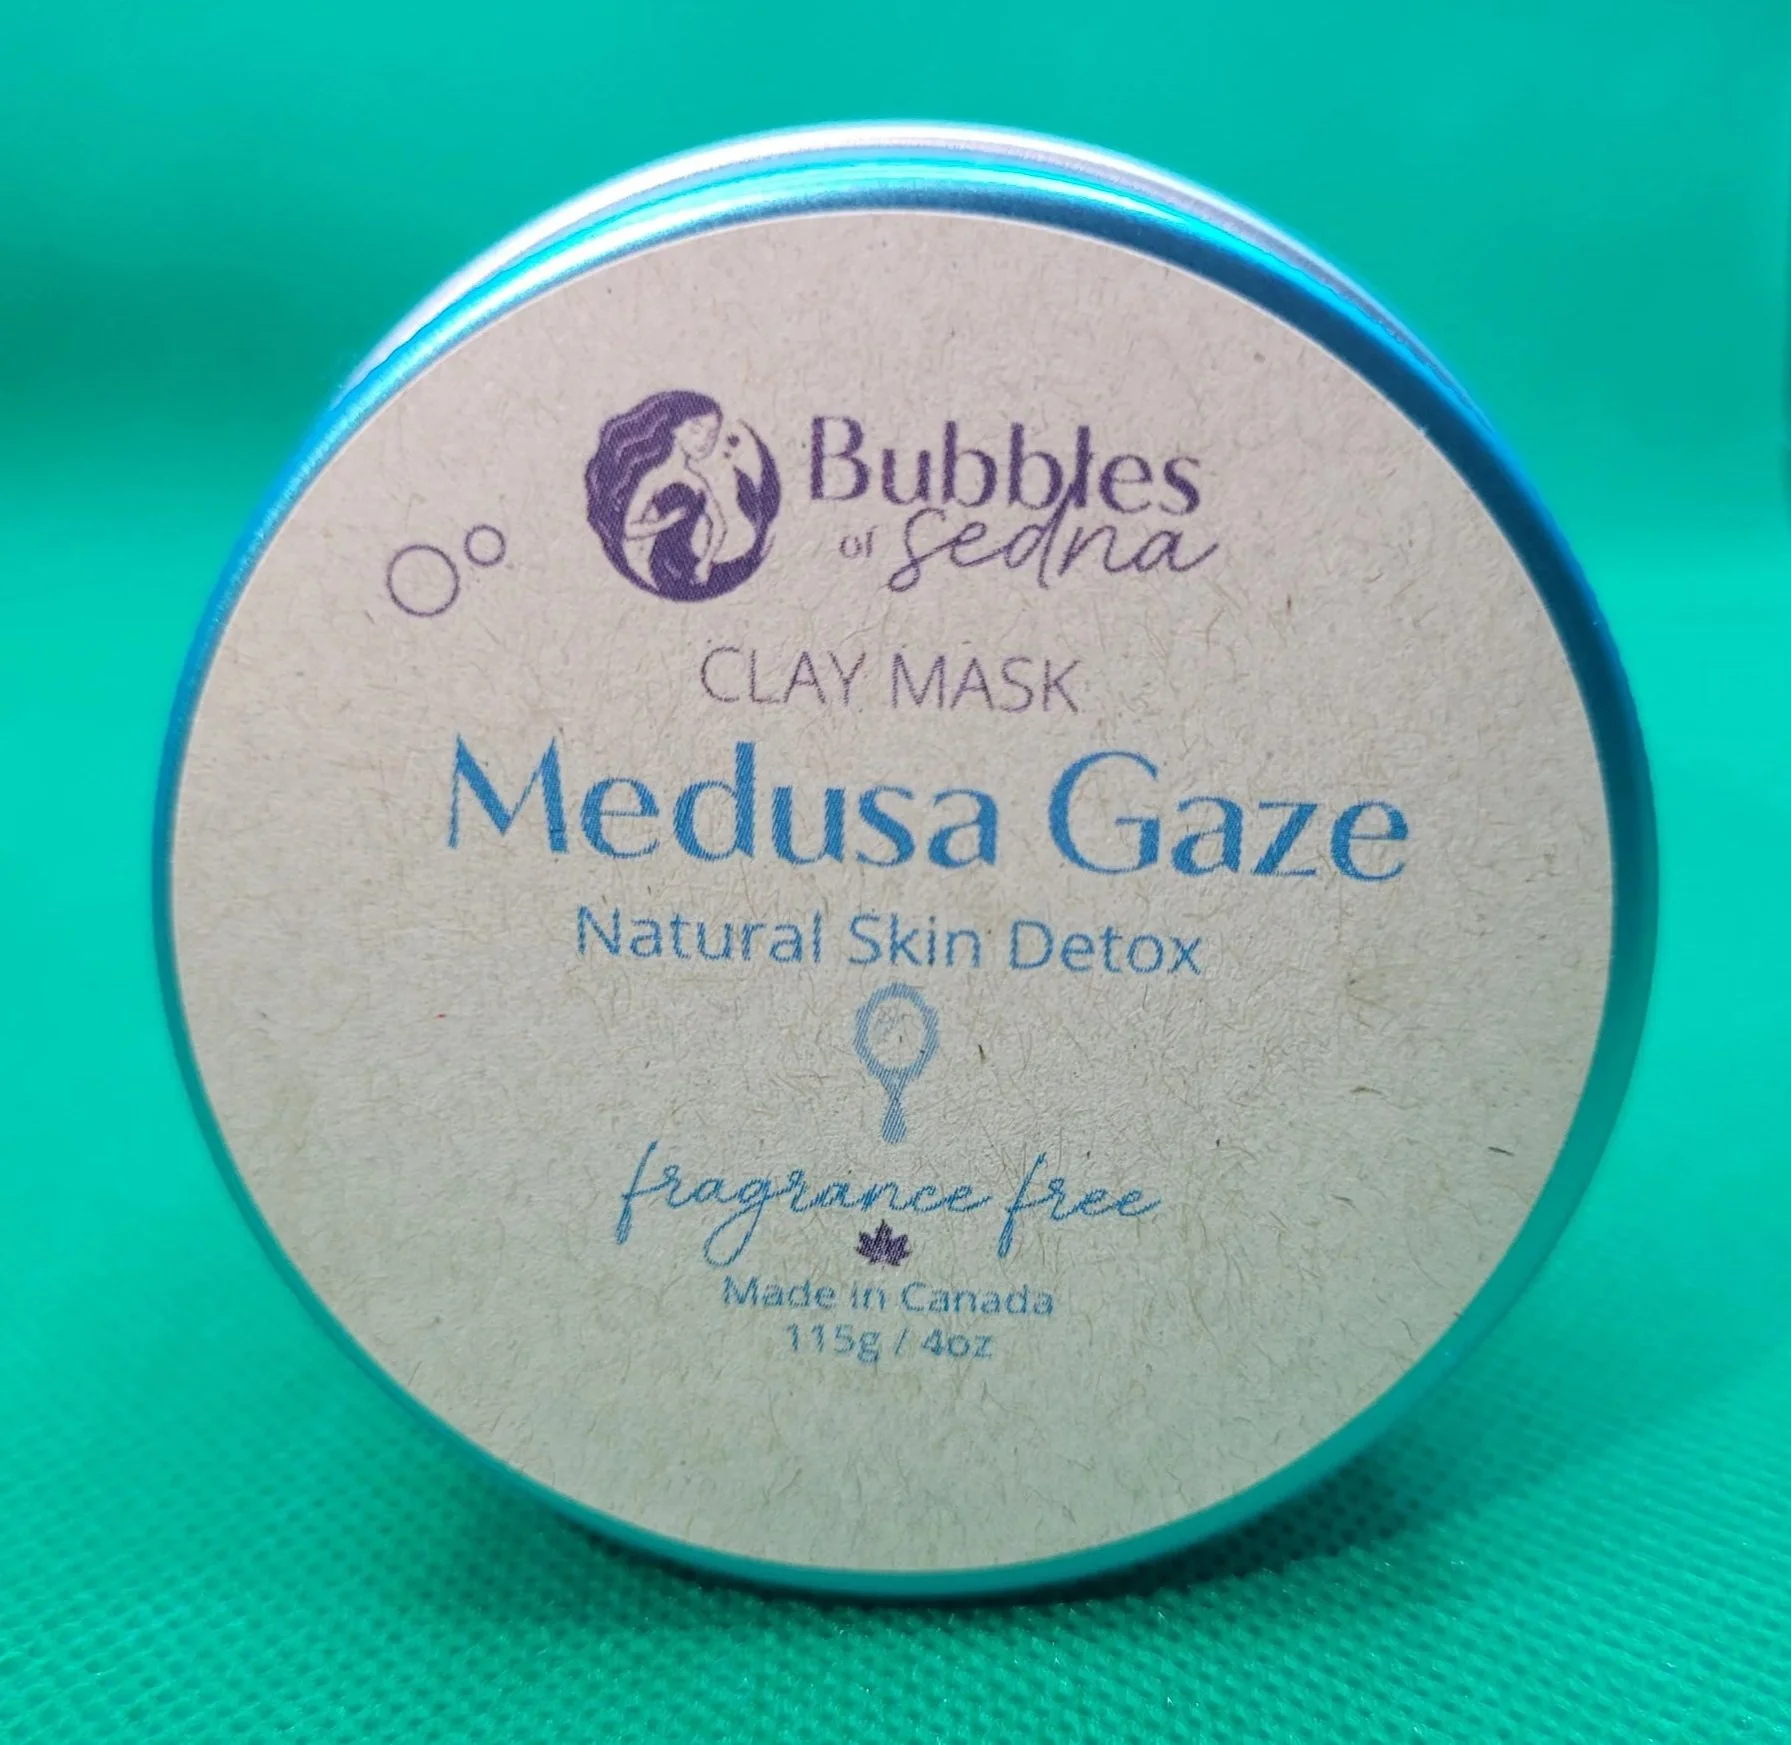 Bubbles
of sedna
CLAY MASK
Medusa Gaze
Natural Skin Detox
fragrance free
Made in Canada
115g / 4oz